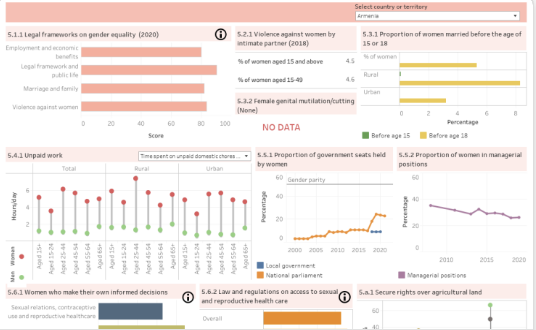 Select country or territory
Armenia
5.1.1 Legal frameworks on gender equality (2020)
Employment and economic
benefits
Legal framework and
public life
Marriage and family
Violence against women
0 20 40 60 80 100
Score
5.2.1 Violence against women by
intimate partner (2018)
% of women aged 15 and above 4.5
% of women aged 15-49 4.6
5.3.2 Female genital mutilation/cutting
(None)
NO DATA
5.3.1 Proportion of women married before the age of
15 or 18
% of women
Rural
Urban
0 2 4 6 8
Percentage
Before age 15
Before age 18
5.4.1 Unpaid work
Time spent on unpaid domestic chores ...
Total Rural Urban
Hours/day
6
4
2
Aged 15+
Aged 15-24
Aged 25-44
Aged 45-54
Aged 55-64
Aged 65+
Aged 15+
Aged 15-24
Aged 25-44
Aged 45-54
Aged 55-64
Aged 65+
Aged 15+
Aged 15-24
Aged 25-44
Aged 45-54
Aged 55-64
Aged 65+
Women
Men
5.5.1 Proportion of government seats held
by women
Gender parity
Percentage
60
40
20
0
2000 2005 2010 2015 2020
Local government
National parliament
5.5.2 Proportion of women in managerial
positions
Percentage
60
40
20
0
2010 2015 2020
Managerial positions
5.6.1 Women who make their own informed decisions
Sexual relations, contraceptive
use and reproductive healthcare
5.6.2 Law and regulations on access to sexual
and reproductive health care
Overall
5.a.1 Secure rights over agricultural land
60
40